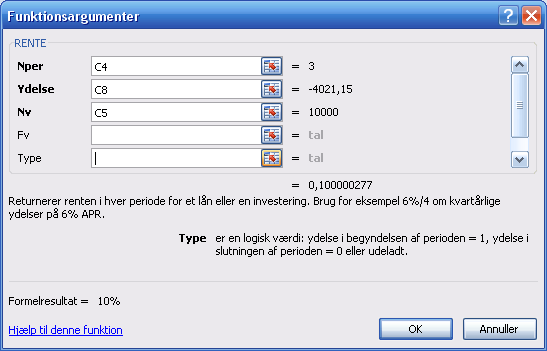 Funktionsargumenter
RENTE
Nper C4 = 3
Ydelse C8 = -4021,15
Nv C5 = 10000
Fv = tal
Type = tal
= 0,100000277
Returnerer renten i hver periode for et lån eller en investering. Brug for eksempel 6%/4 om kvartårlige
ydelser på 6% APR.
Type er en logisk værdi: ydelse i begyndelsen af perioden = 1, ydelse i
slutningen af perioden = 0 eller udeladt.
Formelresultat = 10%
Hjælp til denne funktion
OK Annuller